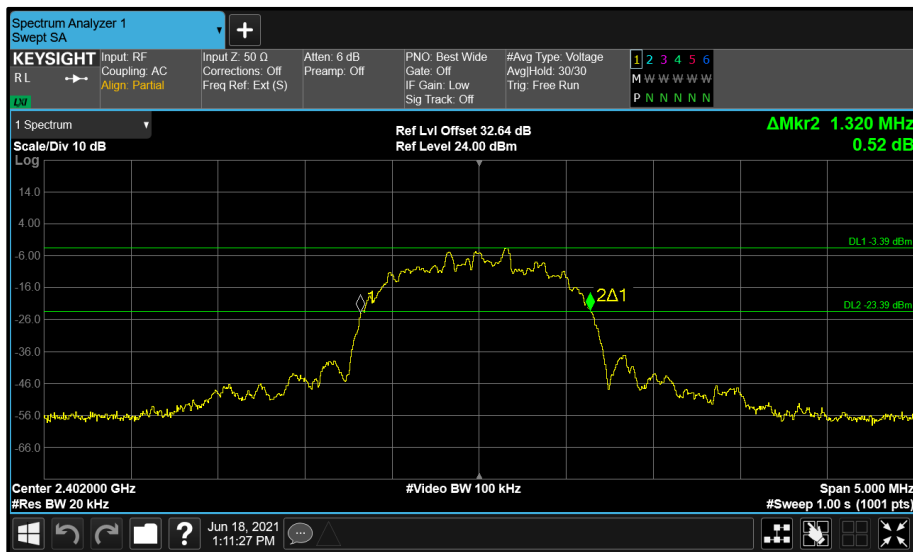 Spectrum Analyzer 1
Swept SA
▼
+
KEYSIGHT
RL
LXI
Input: RF
Coupling: AC
Align: Partial
Input Z: 50 Ω
Corrections: Off
Freq Ref: Ext (S)
Atten: 6 dB
Preamp: Off
PNO: Best Wide
Gate: Off
IF Gain: Low
Sig Track: Off
#Avg Type: Voltage
Avg|Hold: 30/30
Trig: Free Run
1 2 3 4 5 6
M W W W W W
P N N N N N
1 Spectrum ▼
Scale/Div 10 dB
Ref Lvl Offset 32.64 dB
Ref Level 24.00 dBm
ΔMkr2 1.320 MHz
0.52 dB
Log
14.0
4.00
DL1 -3.39 dBm
-6.00
-16.0
1
2Δ1
DL2 -23.39 dBm
-26.0
-36.0
-46.0
-56.0
-66.0
Center 2.402000 GHz
#Res BW 20 kHz
#Video BW 100 kHz
Span 5.000 MHz
#Sweep 1.00 s (1001 pts)
?
Jun 18, 2021
1:11:27 PM